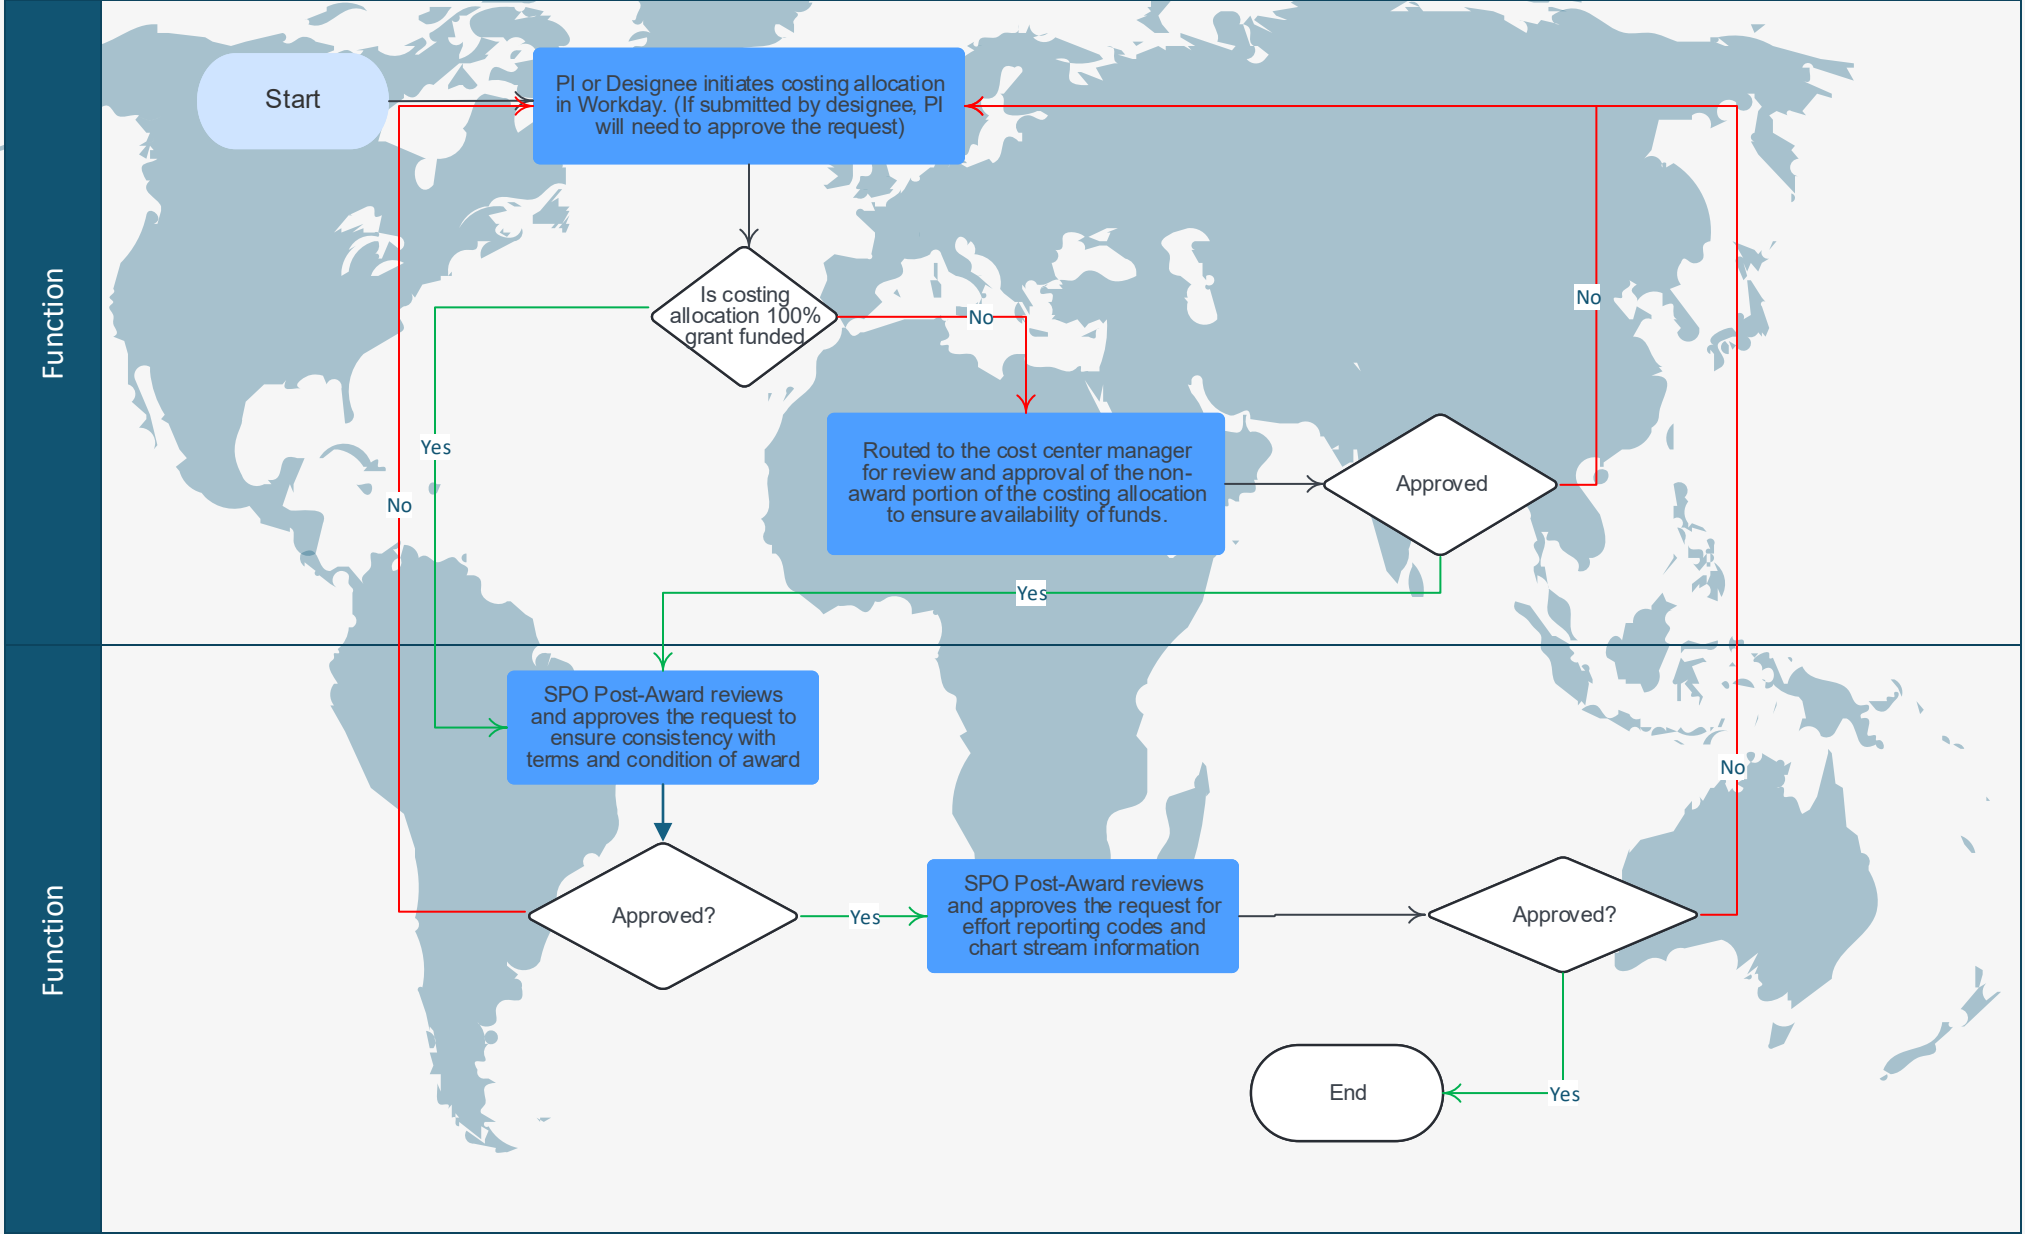 Function
Start
PI or Designee initiates costing allocation
in Workday. (If submitted by designee, PI
will need to approve the request)
Is costing
allocation 100%
grant funded
No
No
Yes
No
Routed to the cost center manager
for review and approval of the non-
award portion of the costing allocation
to ensure availability of funds.
Approved
Yes
Function
SPO Post-Award reviews
and approves the request to
ensure consistency with
terms and condition of award
No
Approved?
Yes
SPO Post-Award reviews
and approves the request for
effort reporting codes and
chart stream information
Approved?
End
Yes